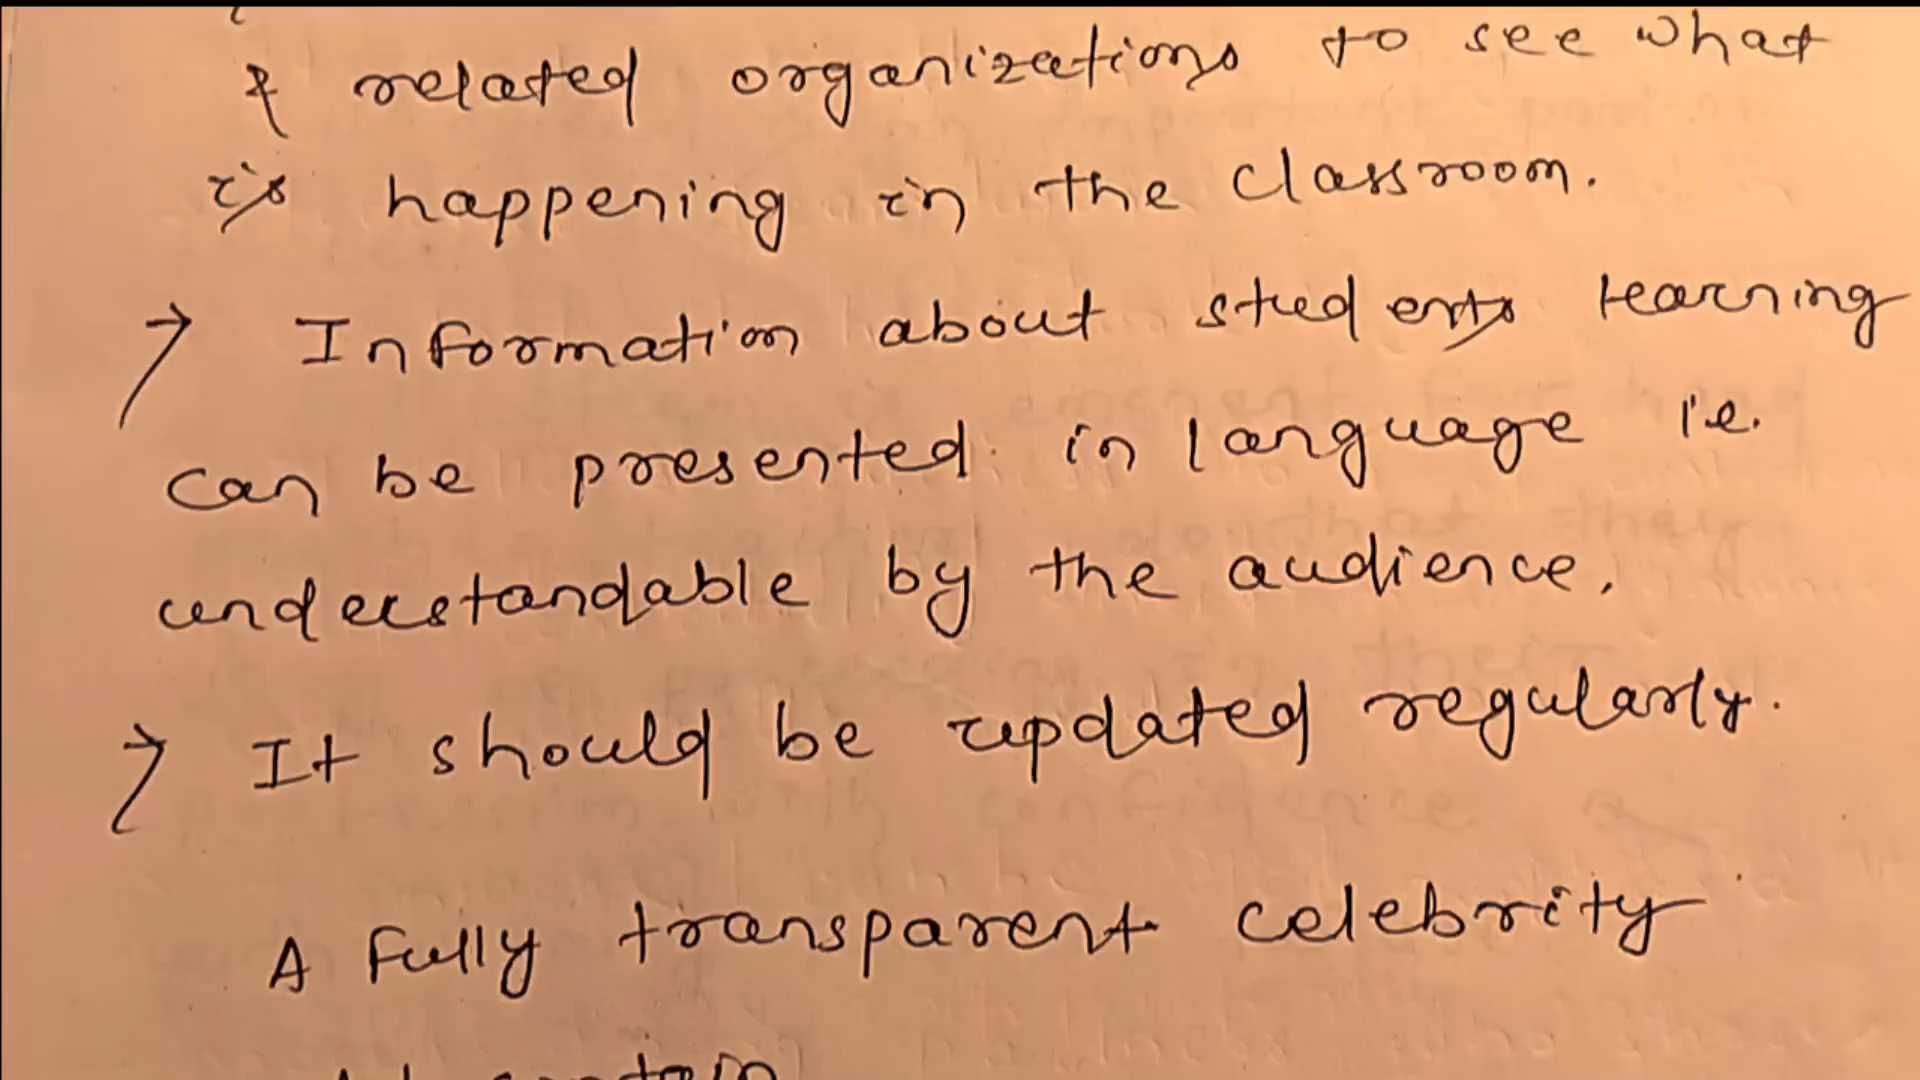 & related organizations to see what
is happening in the classroom.
→ Information about students learning
can be presented in language i.e.
understandable by the audience.
→ It should be updated regularly.
A fully transparent celebrity
contain